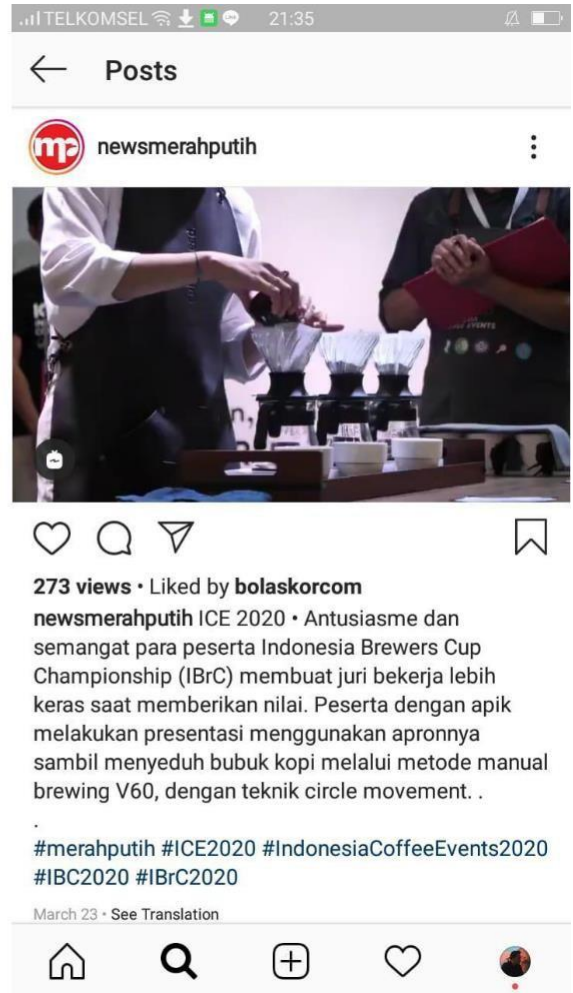 TELKOMSEL 21:35
Posts
mp newsmerahputih
EVENTS
273 views • Liked by bolaskorcom
newsmerahputih ICE 2020 • Antusiasme dan
semangat para peserta Indonesia Brewers Cup
Championship (IBrC) membuat juri bekerja lebih
keras saat memberikan nilai. Peserta dengan apik
melakukan presentasi menggunakan apronnya
sambil menyeduh bubuk kopi melalui metode manual
brewing V60, dengan teknik circle movement. .
.
#merahputih #ICE2020 #IndonesiaCoffeeEvents2020
#IBC2020 #IBrC2020
March 23 • See Translation